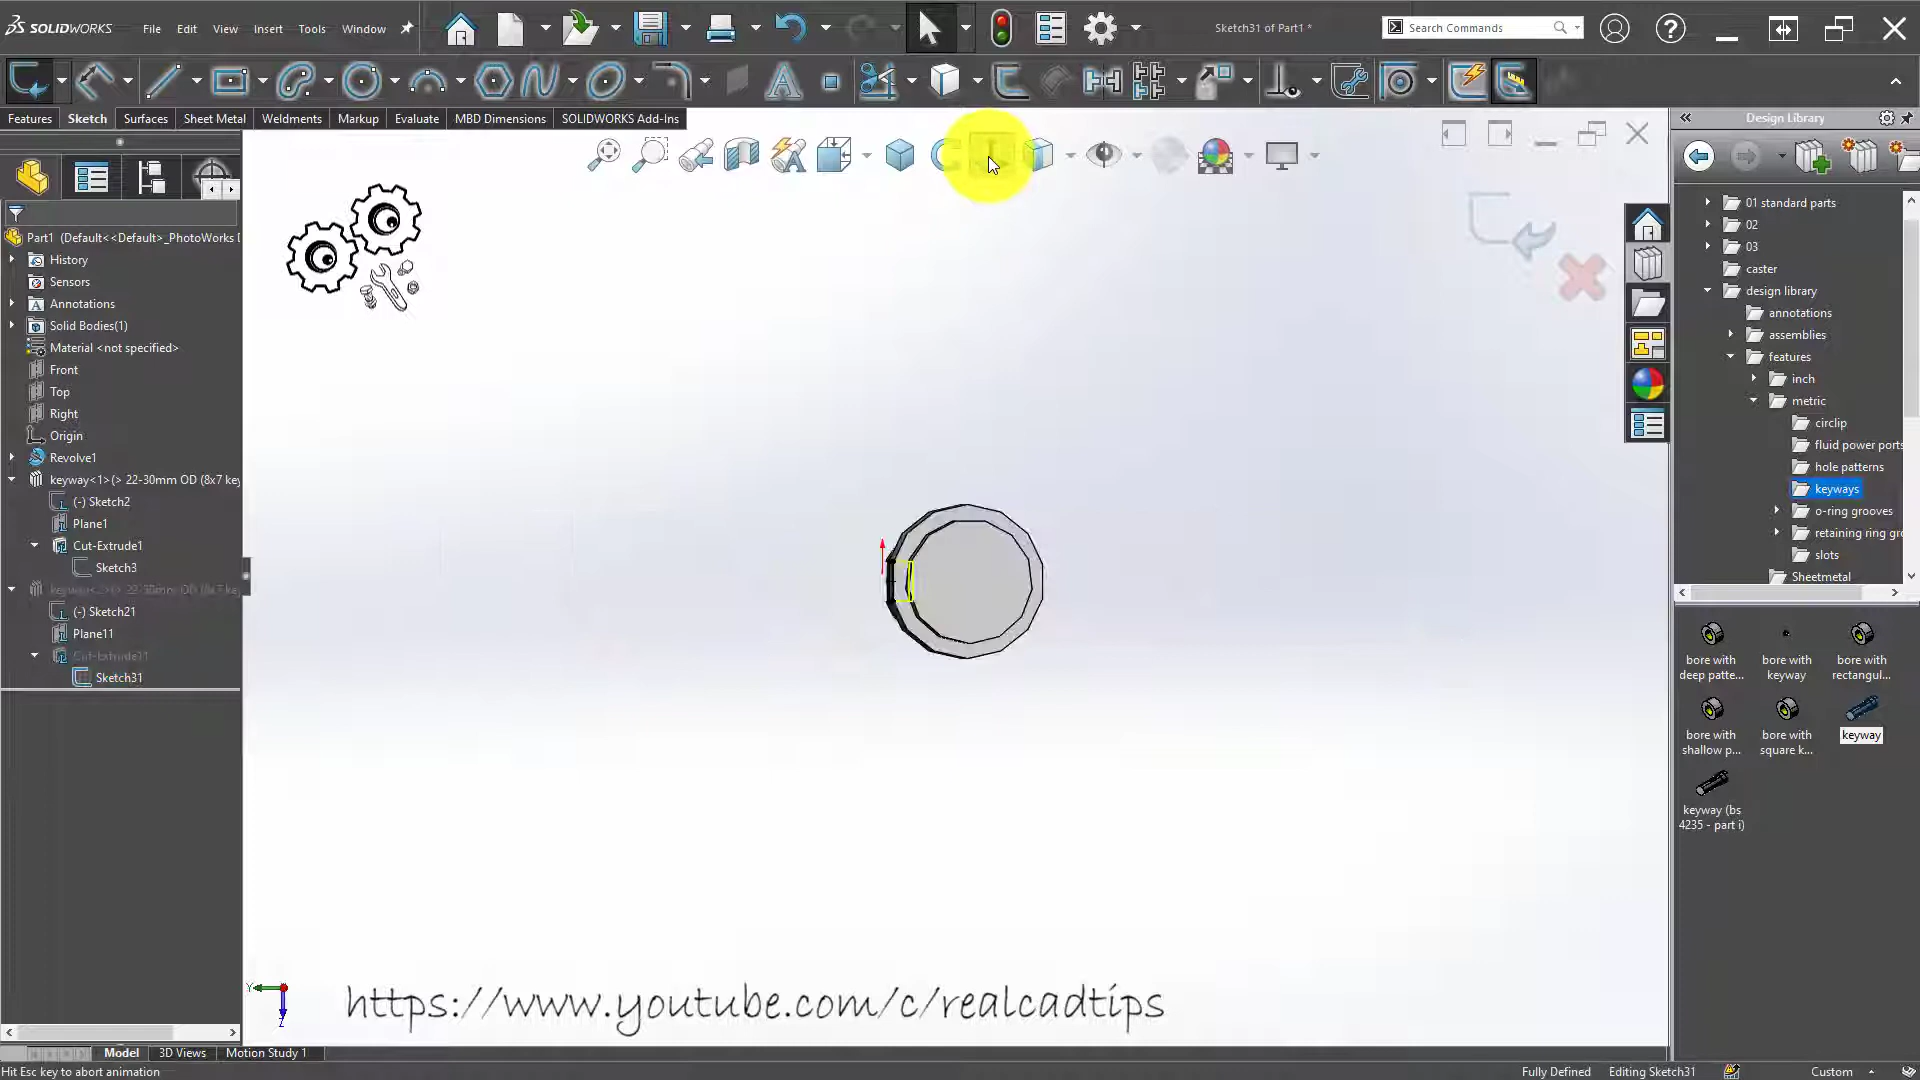 SOLIDWORKS
File Edit View Insert Tools Window
Sketch31 of Part1 *
Search Commands
Features Sketch Surfaces Sheet Metal Weldments Markup Evaluate MBD Dimensions SOLIDWORKS Add-Ins
Part1 (Default<<Default>_PhotoWorks D
History
Sensors
Annotations
Solid Bodies(1)
Material <not specified>
Front
Top
Right
Origin
Revolve1
keyway<1>(> 22-30mm OD (8x7 key
(-) Sketch2
Plane1
Cut-Extrude1
Sketch3
(-) Sketch21
Plane11
Cut-Extrude11
Sketch31
Design Library
01 standard parts
02
03
caster
design library
annotations
assemblies
features
inch
metric
circlip
fluid power ports
hole patterns
keyways
o-ring grooves
retaining ring gro
slots
Sheetmetal
bore with deep patte...
bore with keyway
bore with rectangul...
bore with shallow p...
bore with square k...
keyway
keyway (bs 4235 - part i)
Y
Z
https://www.youtube.com/c/realcadtips
Model 3D Views Motion Study 1
Hit Esc key to abort animation
Fully Defined Editing Sketch31 Custom